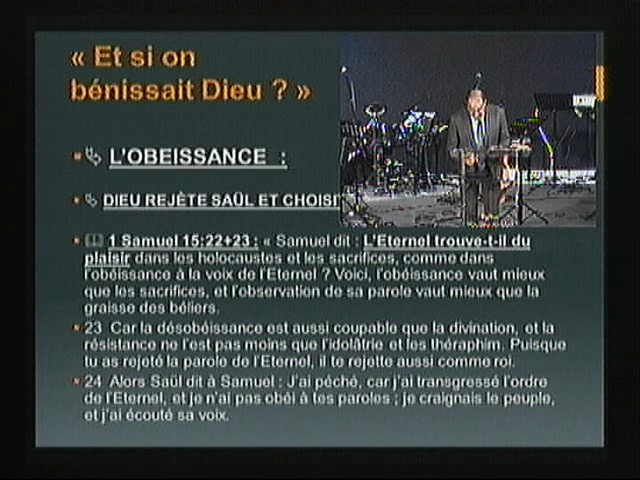 « Et si on
bénissait Dieu ? »
L'OBEISSANCE :
DIEU REJÈTE SAÜL ET CHOISI
1 Samuel 15:22+23 : « Samuel dit : L'Eternel trouve-t-il du
plaisir dans les holocaustes et les sacrifices, comme dans
l'obéissance à la voix de l'Eternel ? Voici, l'obéissance vaut mieux
que les sacrifices, et l'observation de sa parole vaut mieux que la
graisse des béliers.
23 Car la désobéissance est aussi coupable que la divination, et la
résistance ne l'est pas moins que l'idolâtrie et les théraphim. Puisque
tu as rejeté la parole de l'Eternel, il te rejette aussi comme roi.
24 Alors Saül dit à Samuel : J'ai péché, car j'ai transgressé l'ordre
de l'Eternel, et je n'ai pas obéi à tes paroles ; je craignais le peuple,
et j'ai écouté sa voix.